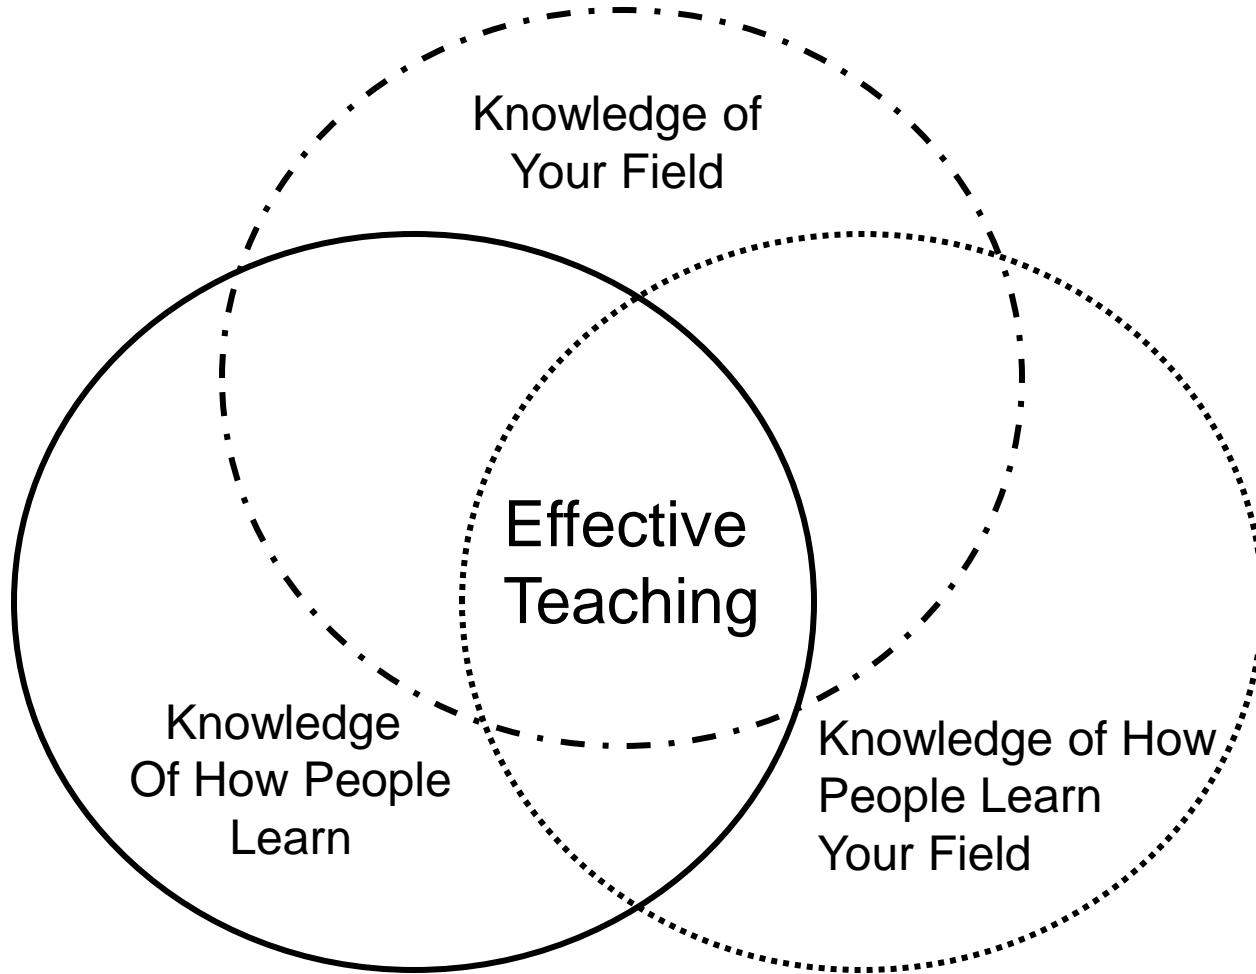 Knowledge of
Your Field
Effective
Teaching
Knowledge
Of How People
Learn
Knowledge of How
People Learn
Your Field